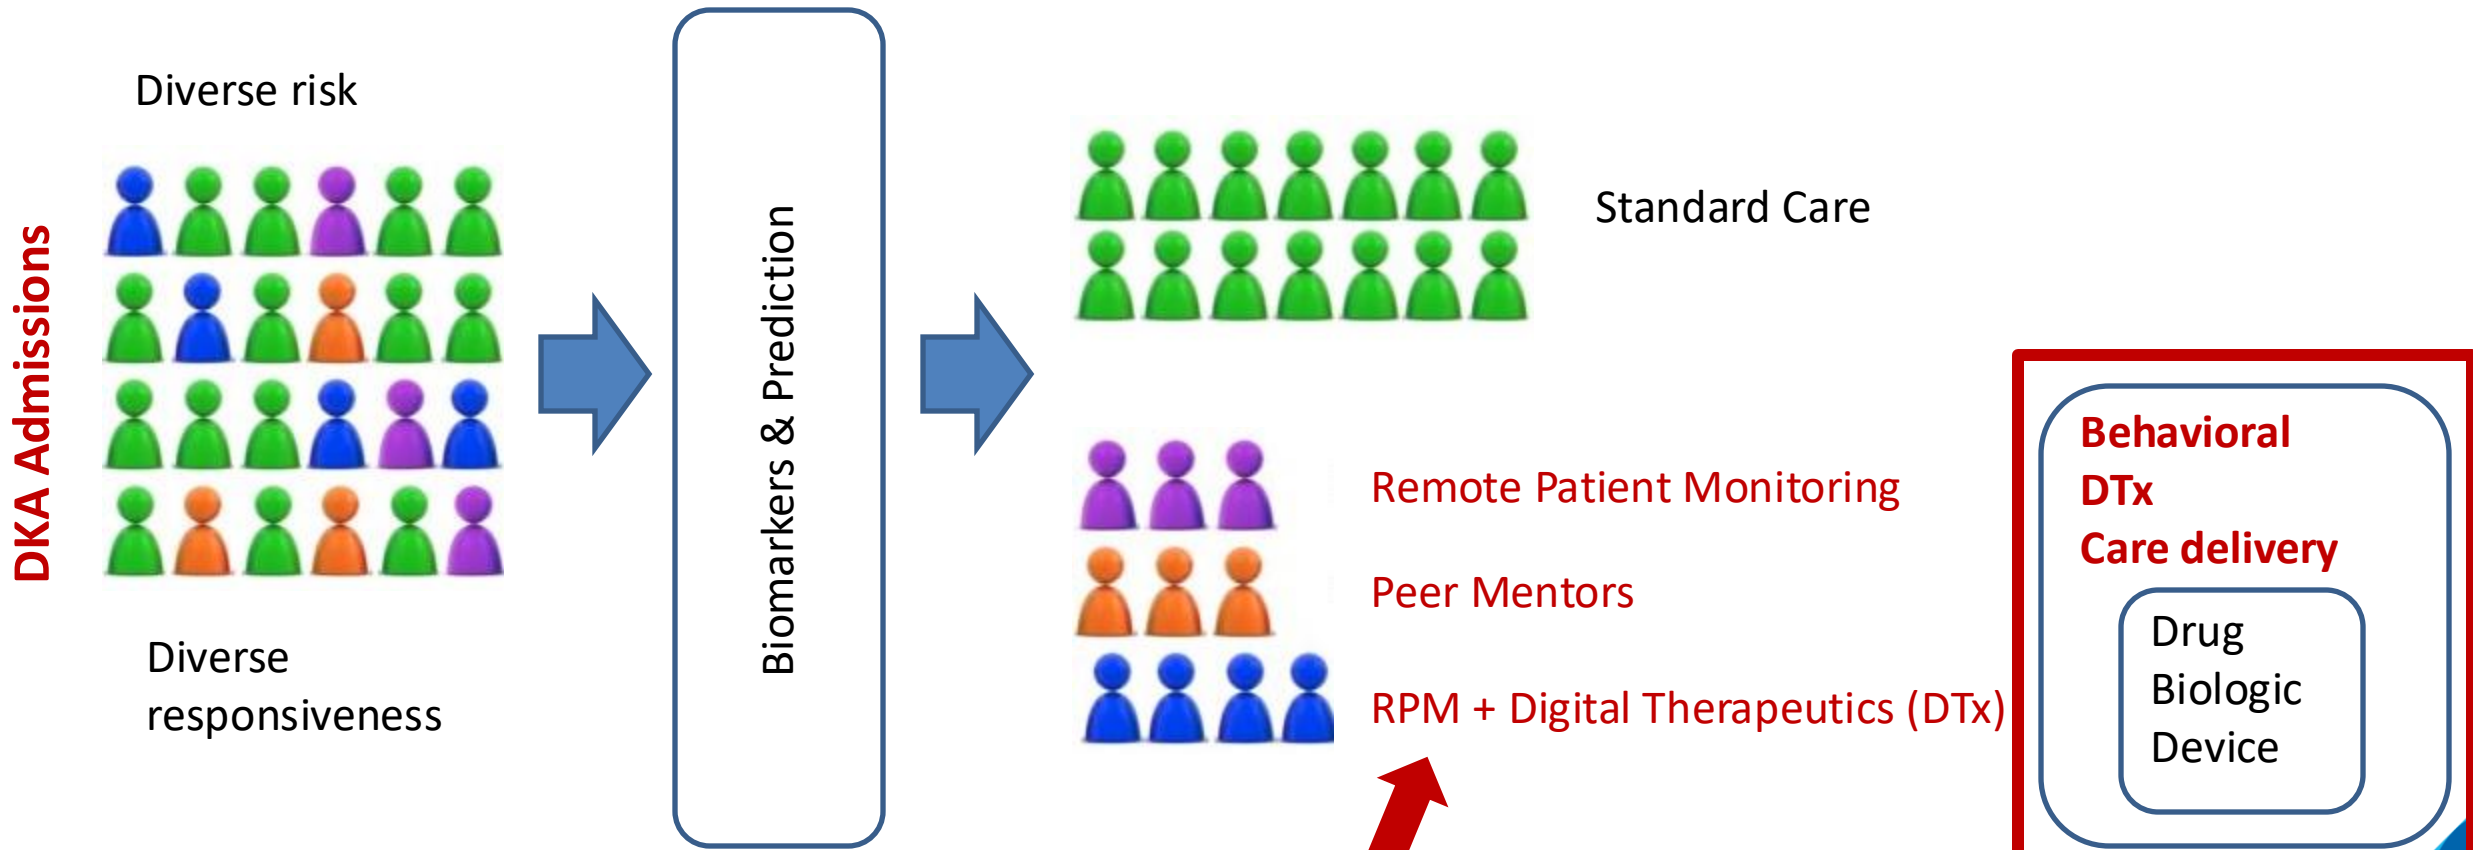 DKA Admissions
Diverse risk
Diverse
responsiveness
Biomarkers & Prediction
Standard Care
Remote Patient Monitoring
Peer Mentors
RPM + Digital Therapeutics (DTx)
Behavioral
DTx
Care delivery
Drug
Biologic
Device